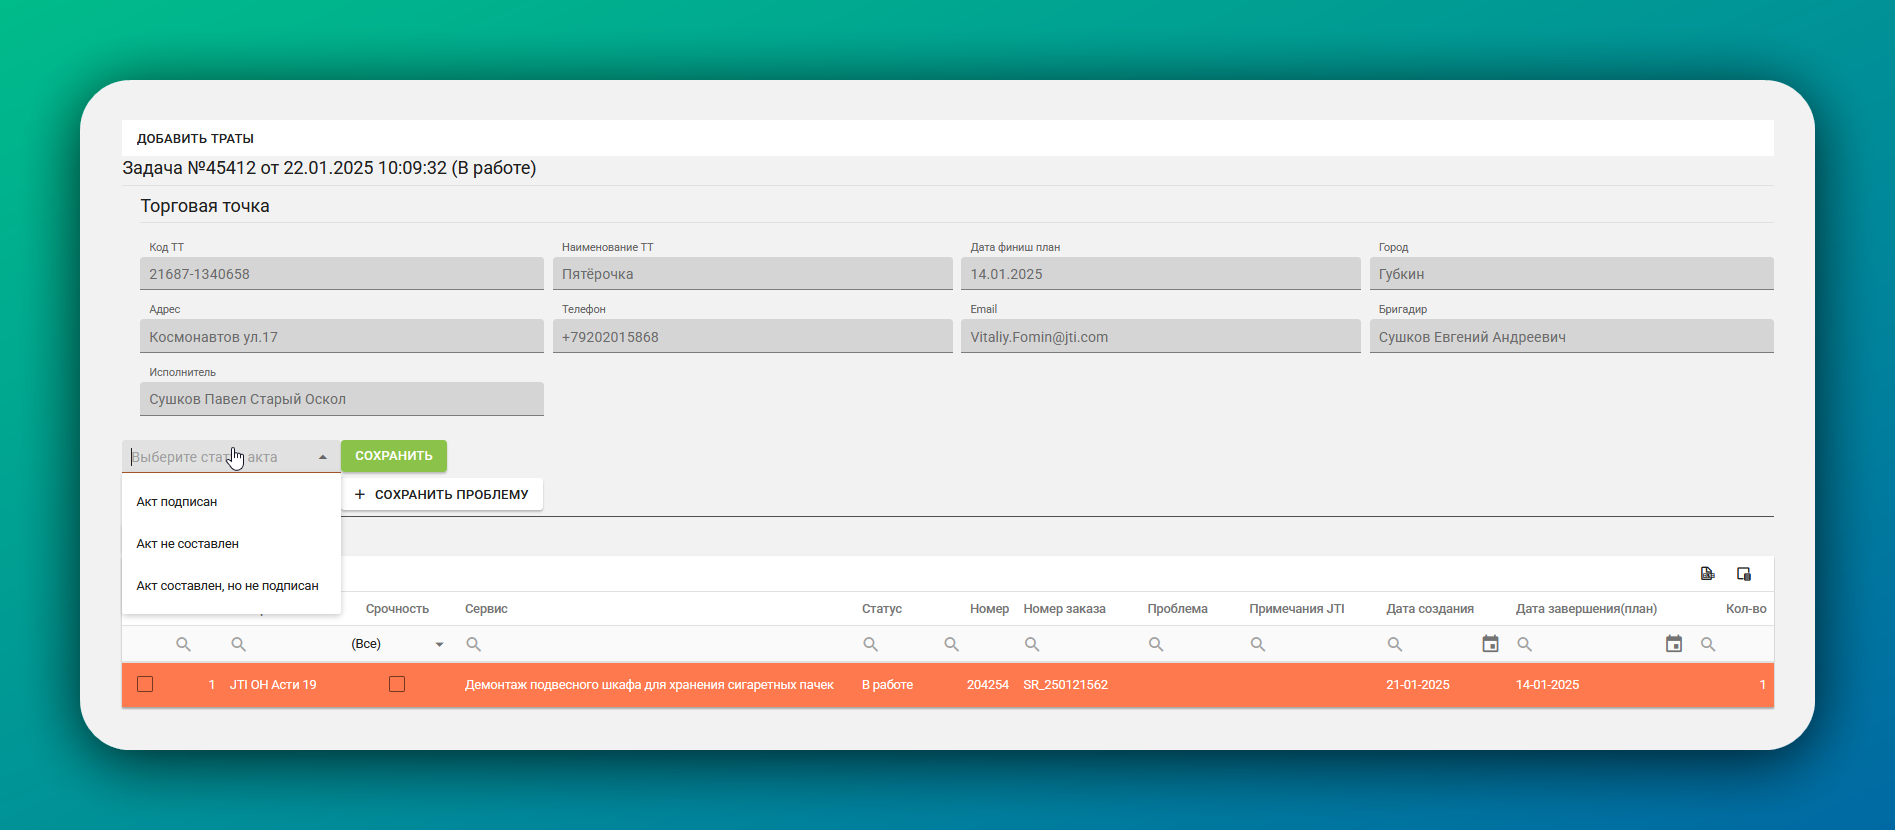 ДОБАВИТЬ ТРАТЫ
Задача №45412 от 22.01.2025 10:09:32 (В работе)
Торговая точка
Код ТТ Наименование ТТ Дата финиш план Город
21687-1340658 Пятёрочка 14.01.2025 Губкин
Адрес Телефон Email Бригадир
Космонавтов ул.17 +79202015868 Vitaliy.Fomin@jti.com Сушков Евгений Андреевич
Исполнитель
Сушков Павел Старый Оскол
Выберите стат акта СОХРАНИТЬ
+ СОХРАНИТЬ ПРОБЛЕМУ
Акт подписан
Акт не составлен
Акт составлен, но не подписан
Срочность Сервис Статус Номер Номер заказа Проблема Примечания JTI Дата создания Дата завершения(план) Кол-во
(Все)
1 JTI ОН Асти 19 Демонтаж подвесного шкафа для хранения сигаретных пачек В работе 204254 SR_250121562 21-01-2025 14-01-2025 1